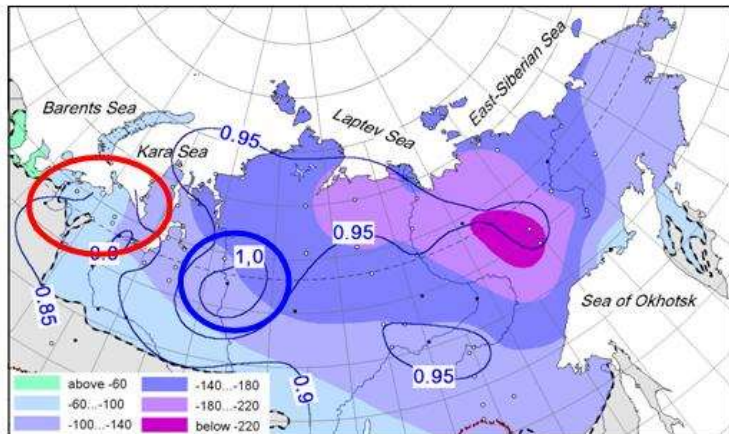 East-Siberian Sea
Barents Sea
Laptev Sea
Kara Sea
0.95
0.95
0.9
1,0
0.85
Sea of Okhotsk
0.95
0.9
above -60
-60...-100
-100...-140
-140...-180
-180...-220
below -220